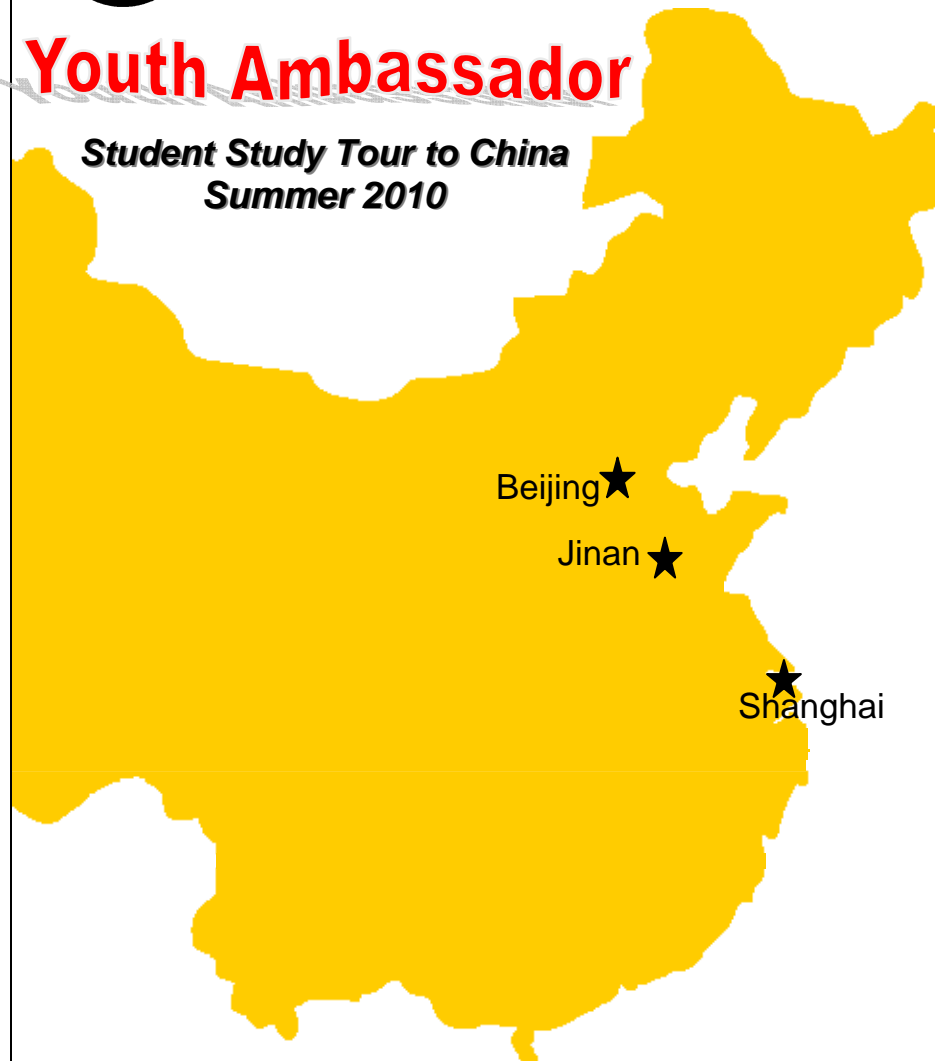 Youth Ambassador
Student Study Tour to China
Summer 2010
Beijing
Jinan
Shanghai